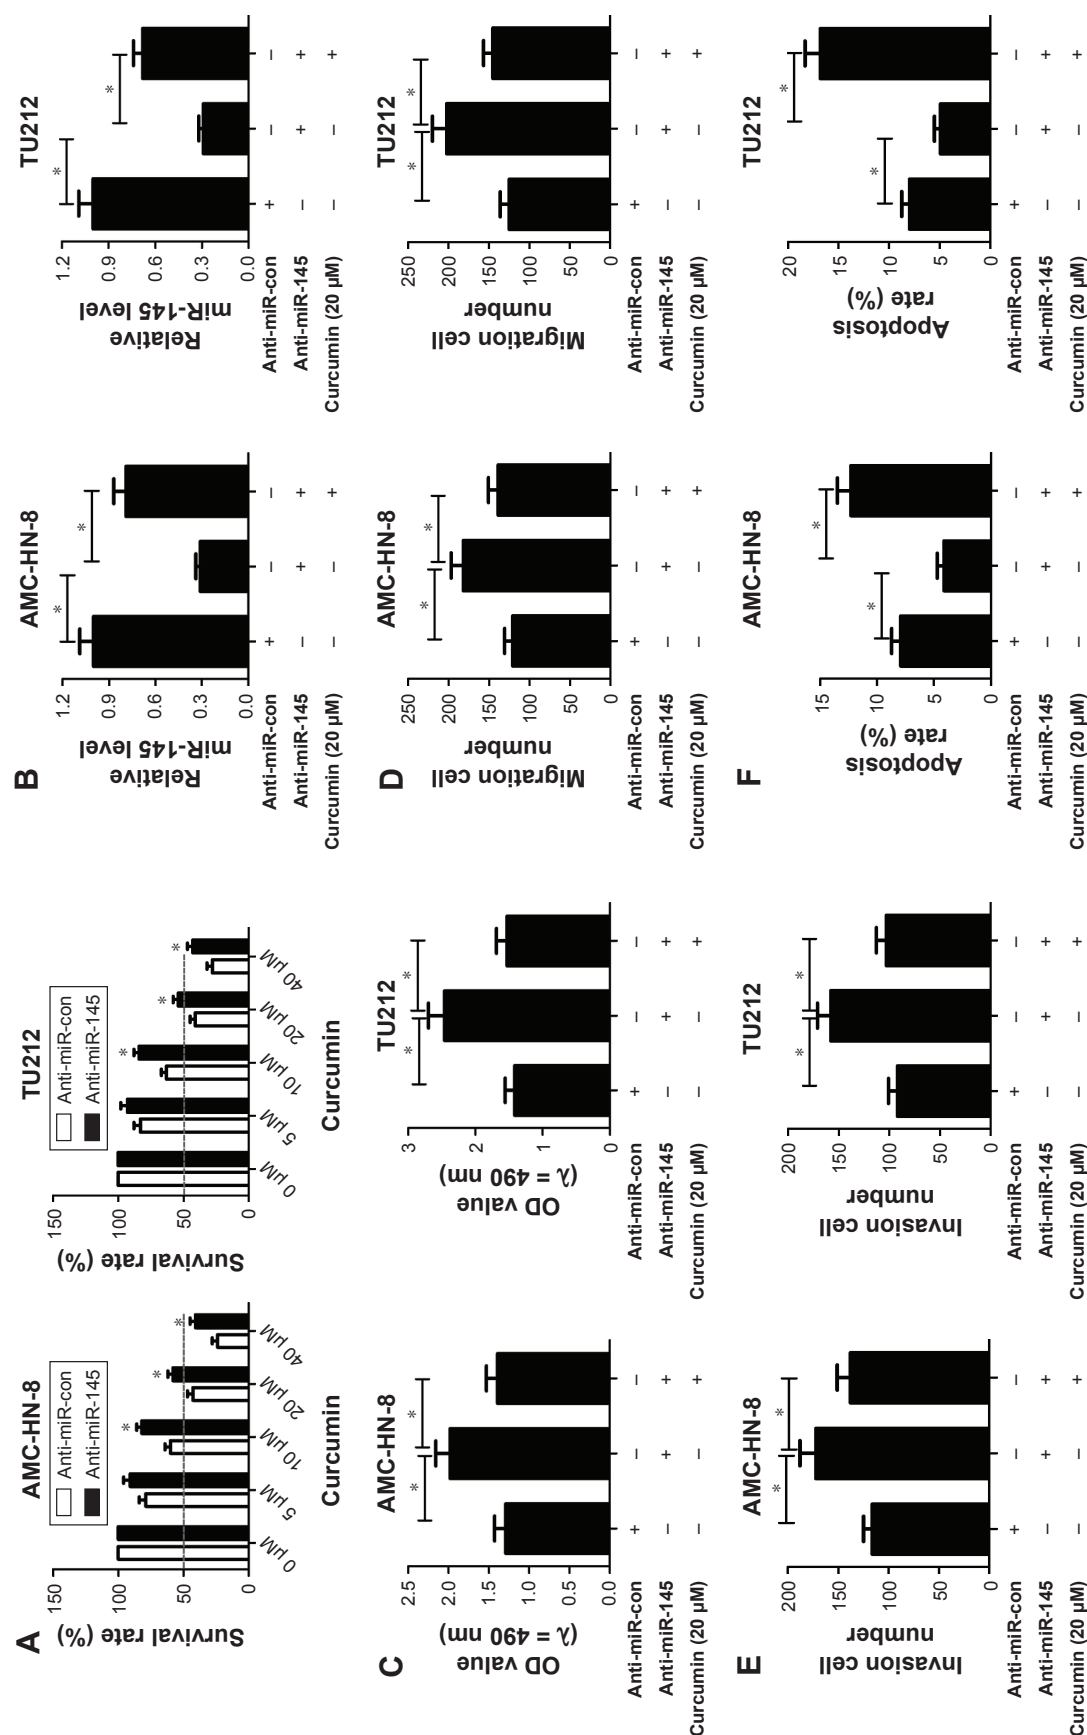 A
AMC-HN-8
Anti-miR-con
Anti-miR-145
Survival rate (%)
150
100
50
0
* * *
0 μM 5 μM 10 μM 20 μM 40 μM
Curcumin
TU212
Anti-miR-con
Anti-miR-145
Survival rate (%)
150
100
50
0
* * *
0 μM 5 μM 10 μM 20 μM 40 μM
Curcumin
B
AMC-HN-8
Relative
miR-145 level
1.2
0.9
0.6
0.3
0.0
* *
Anti-miR-con + – –
Anti-miR-145 – + +
Curcumin (20 μM) – – +
TU212
Relative
miR-145 level
1.2
0.9
0.6
0.3
0.0
* *
Anti-miR-con + – –
Anti-miR-145 – + +
Curcumin (20 μM) – – +
C
AMC-HN-8
OD value
(λ = 490 nm)
2.5
2.0
1.5
1.0
0.5
0.0
* *
Anti-miR-con + – –
Anti-miR-145 – + +
Curcumin (20 μM) – – +
TU212
OD value
(λ = 490 nm)
3
2
1
0
* *
Anti-miR-con + – –
Anti-miR-145 – + +
Curcumin (20 μM) – – +
D
AMC-HN-8
Migration cell
number
250
200
150
100
50
0
* *
Anti-miR-con + – –
Anti-miR-145 – + +
Curcumin (20 μM) – – +
TU212
Migration cell
number
250
200
150
100
50
0
* *
Anti-miR-con + – –
Anti-miR-145 – + +
Curcumin (20 μM) – – +
E
AMC-HN-8
Invasion cell
number
200
150
100
50
0
* *
Anti-miR-con + – –
Anti-miR-145 – + +
Curcumin (20 μM) – – +
TU212
Invasion cell
number
200
150
100
50
0
* *
Anti-miR-con + – –
Anti-miR-145 – + +
Curcumin (20 μM) – – +
F
AMC-HN-8
Apoptosis
rate (%)
15
10
5
0
* *
Anti-miR-con + – –
Anti-miR-145 – + +
Curcumin (20 μM) – – +
TU212
Apoptosis
rate (%)
20
15
10
5
0
* *
Anti-miR-con + – –
Anti-miR-145 – + +
Curcumin (20 μM) – – +